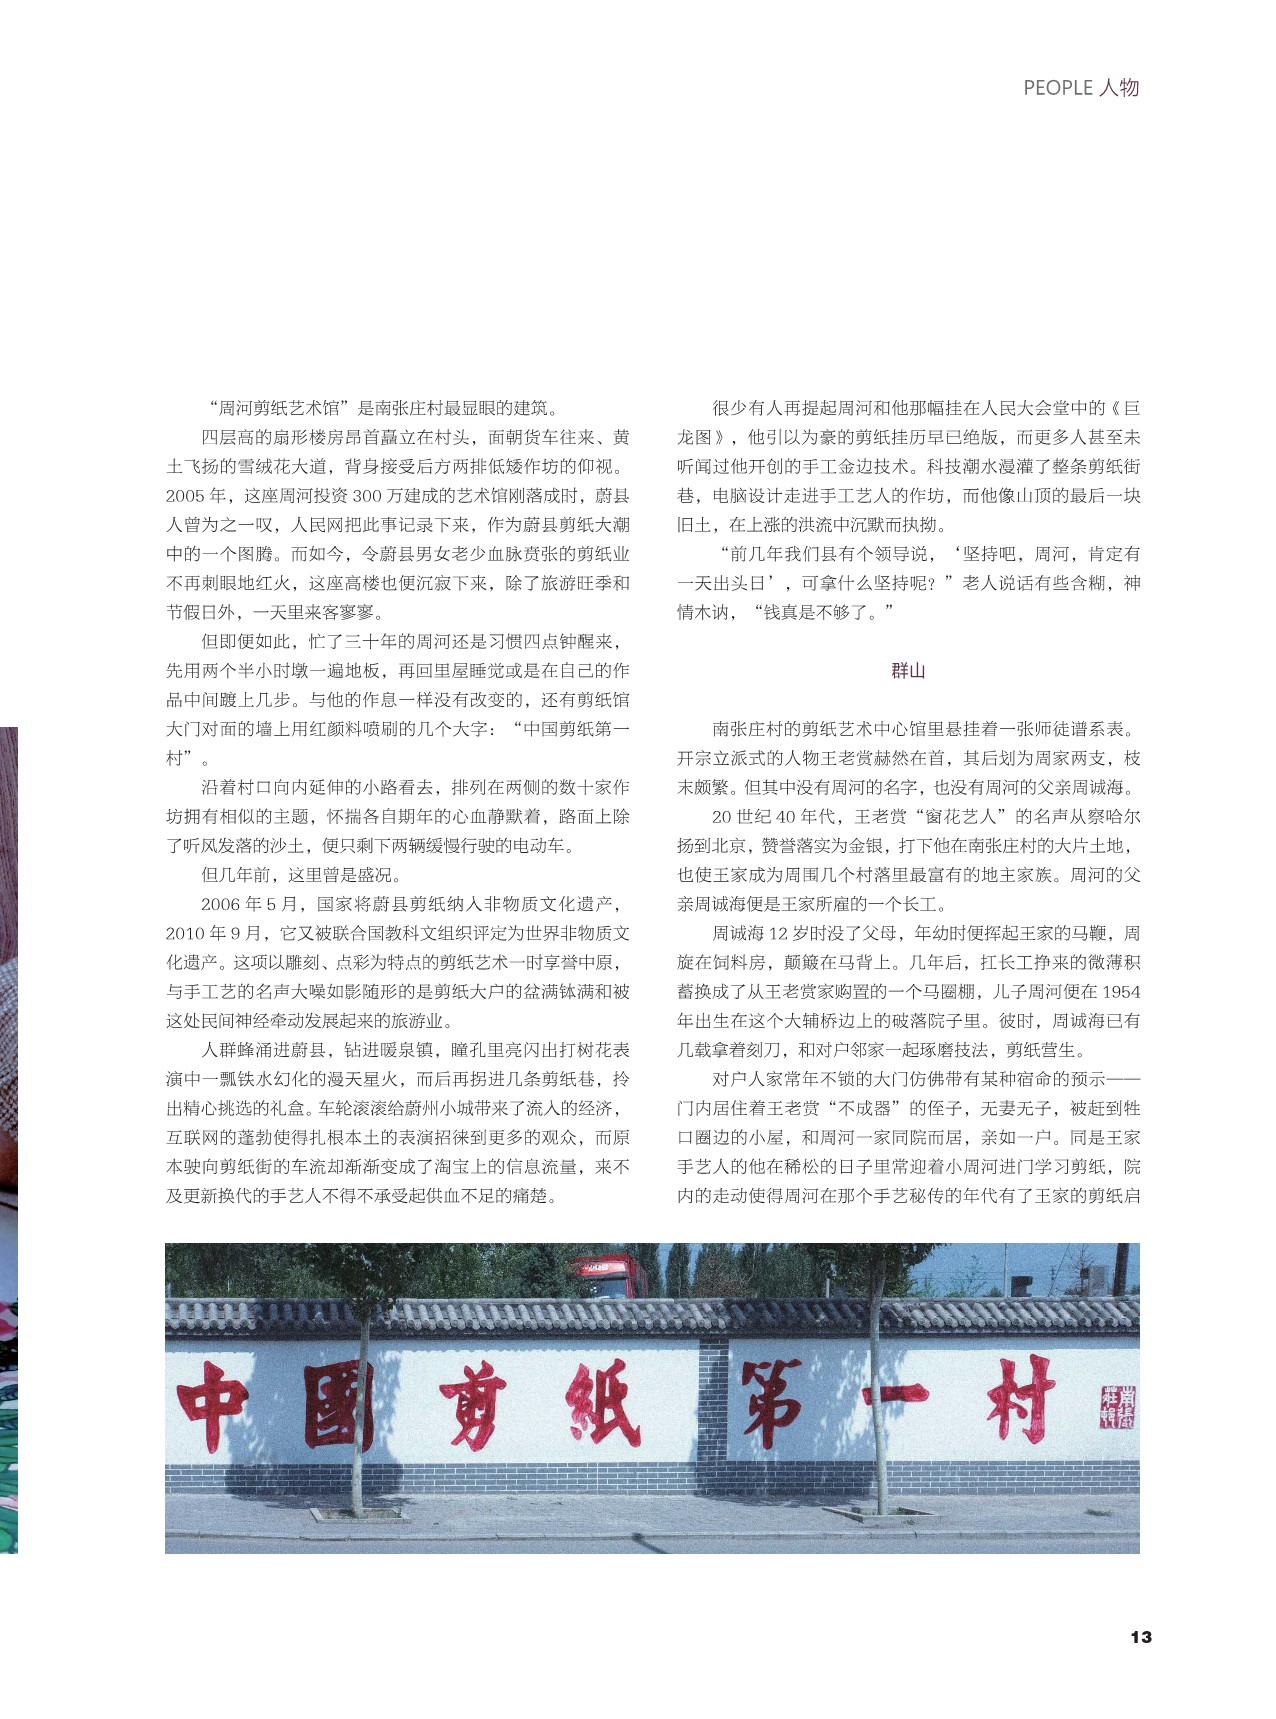 PEOPLE 人物
“周河剪纸艺术馆”是南张庄村最显眼的建筑。
四层高的扇形楼房昂首矗立在村头，面朝货车往来、黄
土飞扬的雪绒花大道，背身接受后方两排低矮作坊的仰视。
2005 年，这座周河投资 300 万建成的艺术馆刚落成时，蔚县
人曾为之一叹，人民网把此事记录下来，作为蔚县剪纸大潮
中的一个图腾。而如今，令蔚县男女老少血脉贲张的剪纸业
不再刺眼地红火，这座高楼也便沉寂下来，除了旅游旺季和
节假日外，一天里来客寥寥。
但即便如此，忙了三十年的周河还是习惯四点钟醒来，
先用两个半小时墩一遍地板，再回里屋睡觉或是在自己的作
品中间踱上几步。与他的作息一样没有改变的，还有剪纸馆
大门对面的墙上用红颜料喷刷的几个大字：“中国剪纸第一
村”。
沿着村口向内延伸的小路看去，排列在两侧的数十家作
坊拥有相似的主题，怀揣各自期年的心血静默着，路面上除
了听风发落的沙土，便只剩下两辆缓慢行驶的电动车。
但几年前，这里曾是盛况。
2006 年 5 月，国家将蔚县剪纸纳入非物质文化遗产，
2010 年 9 月，它又被联合国教科文组织评定为世界非物质文
化遗产。这项以雕刻、点彩为特点的剪纸艺术一时享誉中原，
与手工艺的名声大噪如影随形的是剪纸大户的盆满钵满和被
这处民间神经牵动发展起来的旅游业。
人群蜂涌进蔚县，钻进暖泉镇，瞳孔里亮闪出打树花表
演中一瓢铁水幻化的漫天星火，而后再拐进几条剪纸巷，拎
出精心挑选的礼盒。车轮滚滚给蔚州小城带来了流入的经济，
互联网的蓬勃使得扎根本土的表演招徕到更多的观众，而原
本驶向剪纸街的车流却渐渐变成了淘宝上的信息流量，来不
及更新换代的手艺人不得不承受起供血不足的痛楚。
很少有人再提起周河和他那幅挂在人民大会堂中的《巨
龙图》，他引以为豪的剪纸挂历早已绝版，而更多人甚至未
听闻过他开创的手工金边技术。科技潮水漫灌了整条剪纸街
巷，电脑设计走进手工艺人的作坊，而他像山顶的最后一块
旧土，在上涨的洪流中沉默而执拗。
“前几年我们县有个领导说，‘坚持吧，周河，肯定有
一天出头日’，可拿什么坚持呢？”老人说话有些含糊，神
情木讷，“钱真是不够了。”
群山
南张庄村的剪纸艺术中心馆里悬挂着一张师徒谱系表。
开宗立派式的人物王老赏赫然在首，其后划为周家两支，枝
末颇繁。但其中没有周河的名字，也没有周河的父亲周诚海。
20 世纪 40 年代，王老赏“窗花艺人”的名声从察哈尔
扬到北京，赞誉落实为金银，打下他在南张庄村的大片土地，
也使王家成为周围几个村落里最富有的地主家族。周河的父
亲周诚海便是王家所雇的一个长工。
周诚海 12 岁时没了父母，年幼时便挥起王家的马鞭，周
旋在饲料房，颠簸在马背上。几年后，扛长工挣来的微薄积
蓄换成了从王老赏家购置的一个马圈棚，儿子周河便在 1954
年出生在这个大辅桥边上的破落院子里。彼时，周诚海已有
几载拿着刻刀，和对户邻家一起琢磨技法，剪纸营生。
对户人家常年不锁的大门仿佛带有某种宿命的预示——
门内居住着王老赏“不成器”的侄子，无妻无子，被赶到牲
口圈边的小屋，和周河一家同院而居，亲如一户。同是王家
手艺人的他在稀松的日子里常迎着小周河进门学习剪纸，院
内的走动使得周河在那个手艺秘传的年代有了王家的剪纸启
中國剪紙第一村
南張莊村
13